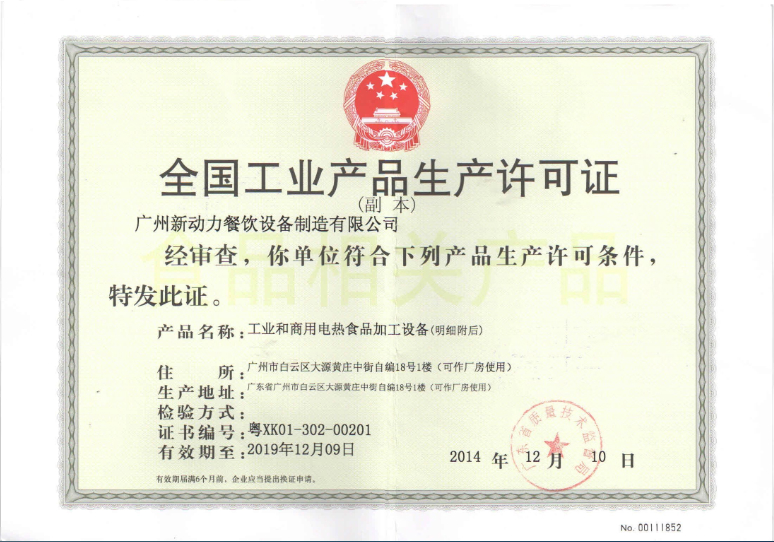 全国工业产品生产许可证
(副 本)
广州新动力餐饮设备制造有限公司
经审查，你单位符合下列产品生产许可条件，
特发此证。
食品相关产品
产品名称：工业和商用电热食品加工设备(明细附后)
住 所：广州市白云区大源黄庄中街自编18号1楼（可作厂房使用）
生产地址：广东省广州市白云区大源黄庄中街自编18号1楼（可作厂房使用）
检验方式：
证书编号：粤XK01-302-00201
有效期至：2019年12月09日
2014 年 12 月 10 日
广东省质量技术监督局
有效期届满6个月前，企业应当提出换证申请。
No. 00111852